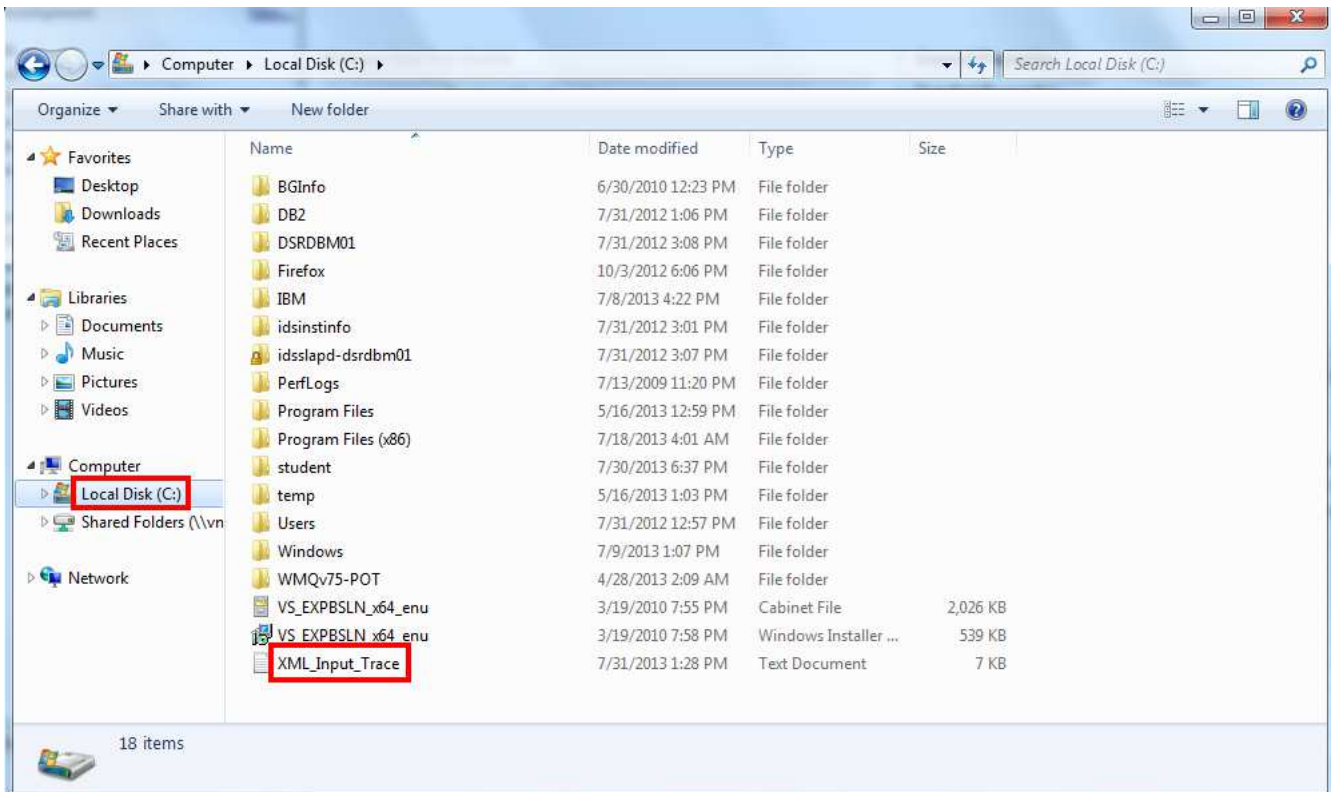 Computer ▸ Local Disk (C:) ▸
Search Local Disk (C:)
Organize Share with New folder
Favorites
Desktop
Downloads
Recent Places
Libraries
Documents
Music
Pictures
Videos
Computer
Local Disk (C:)
Shared Folders (\\vn
Network
Name Date modified Type Size
BGInfo 6/30/2010 12:23 PM File folder
DB2 7/31/2012 1:06 PM File folder
DSRDBM01 7/31/2012 3:08 PM File folder
Firefox 10/3/2012 6:06 PM File folder
IBM 7/8/2013 4:22 PM File folder
idsinstinfo 7/31/2012 3:01 PM File folder
idsslapd-dsrdbm01 7/31/2012 3:07 PM File folder
PerfLogs 7/13/2009 11:20 PM File folder
Program Files 5/16/2013 12:59 PM File folder
Program Files (x86) 7/18/2013 4:01 AM File folder
student 7/30/2013 6:37 PM File folder
temp 5/16/2013 1:03 PM File folder
Users 7/31/2012 12:57 PM File folder
Windows 7/9/2013 1:07 PM File folder
WMQv75-POT 4/28/2013 2:09 AM File folder
VS_EXPBSLN_x64_enu 3/19/2010 7:55 PM Cabinet File 2,026 KB
VS_EXPBSLN_x64_enu 3/19/2010 7:58 PM Windows Installer ... 539 KB
XML_Input_Trace 7/31/2013 1:28 PM Text Document 7 KB
18 items